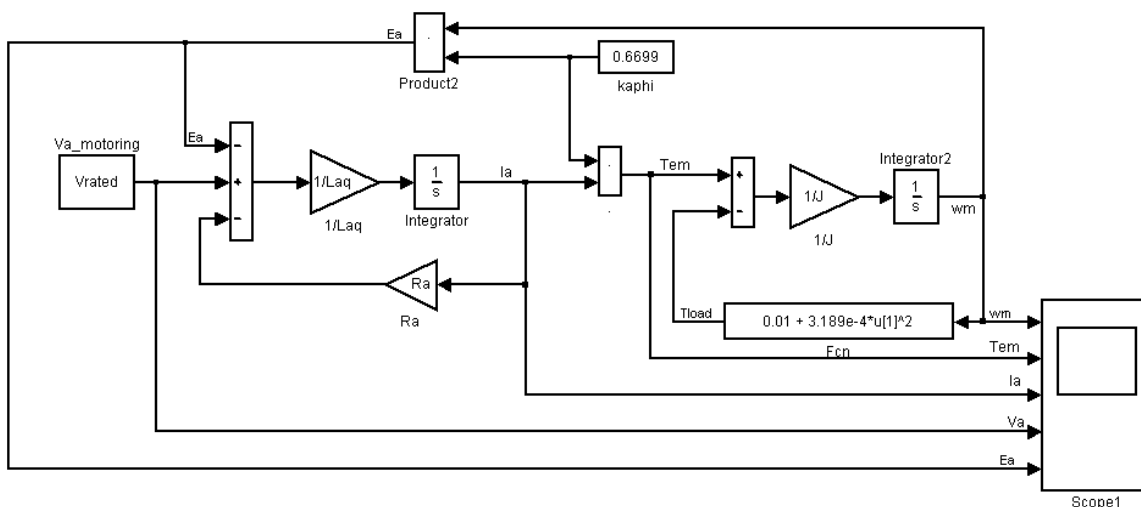 Ea
.
0.6699
kaphi
Product2
Va_motoring
Ea
-
Vrated
+
-
1/Laq
1/Laq
1
s
Integrator
Ia
.
.
Tem
+
-
1/J
1/J
Integrator2
1
s
wm
Ra
Ra
Tload
0.01 + 3.189e-4*u[1]^2
Fcn
wm
Tem
Ia
Va
Ea
Scope1